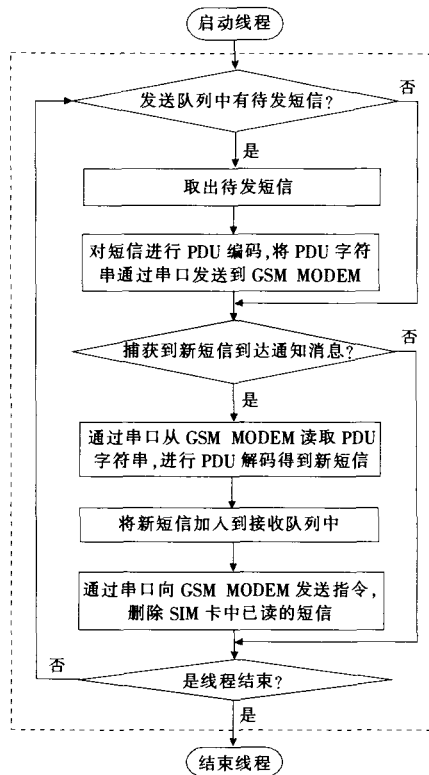 启动线程
否
发送队列中有待发短信?
是
取出待发短信
对短信进行 PDU 编码,将 PDU 字符
串通过串口发送到 GSM MODEM
否
捕获到新短信到达通知消息?
是
通过串口从 GSM MODEM 读取 PDU
字符串,进行 PDU 解码得到新短信
将新短信加入到接收队列中
通过串口向 GSM MODEM 发送指令,
删除 SIM 卡中已读的短信
否
是线程结束?
是
结束线程